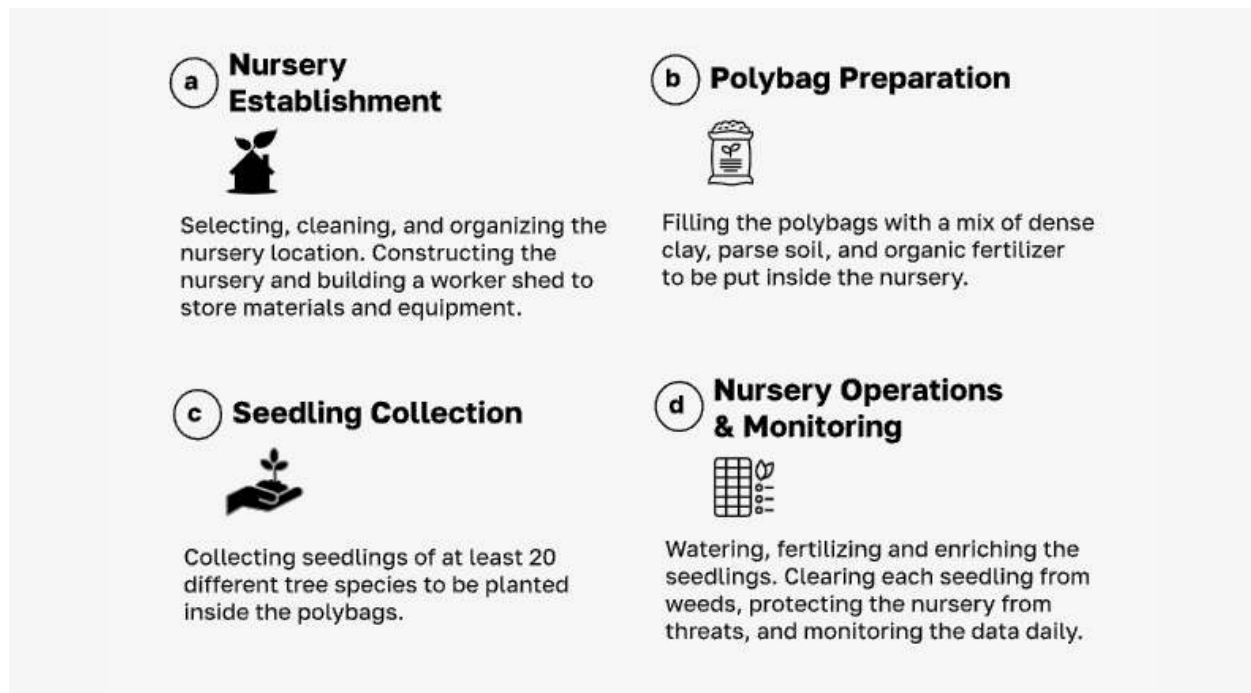 a
Nursery
Establishment
Selecting, cleaning, and organizing the
nursery location. Constructing the
nursery and building a worker shed to
store materials and equipment.
b
Polybag Preparation
Filling the polybags with a mix of dense
clay, parse soil, and organic fertilizer
to be put inside the nursery.
c
Seedling Collection
Collecting seedlings of at least 20
different tree species to be planted
inside the polybags.
d
Nursery Operations
& Monitoring
Watering, fertilizing and enriching the
seedlings. Clearing each seedling from
weeds, protecting the nursery from
threats, and monitoring the data daily.